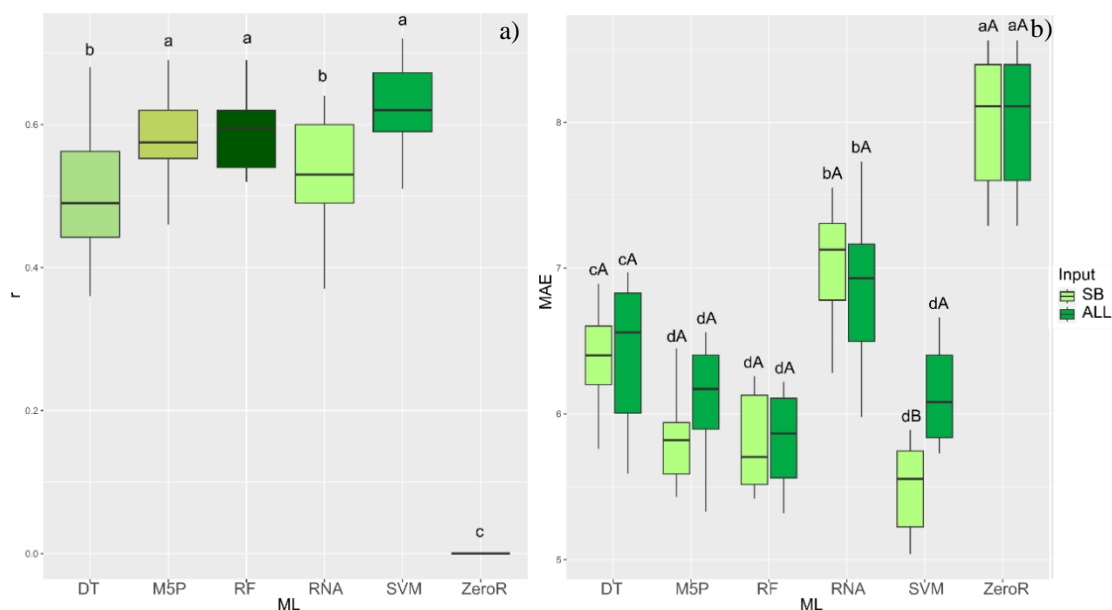 a)
b
a
a
b
a
c
r
0.6
0.4
0.2
0.0
DT M5P RF RNA SVM ZeroR
ML
b)
aA aA
bA bA
cA cA
dA dA
dA dA
dB dA
MAE
8
7
6
5
DT M5P RF RNA SVM ZeroR
ML
Input
SB
ALL